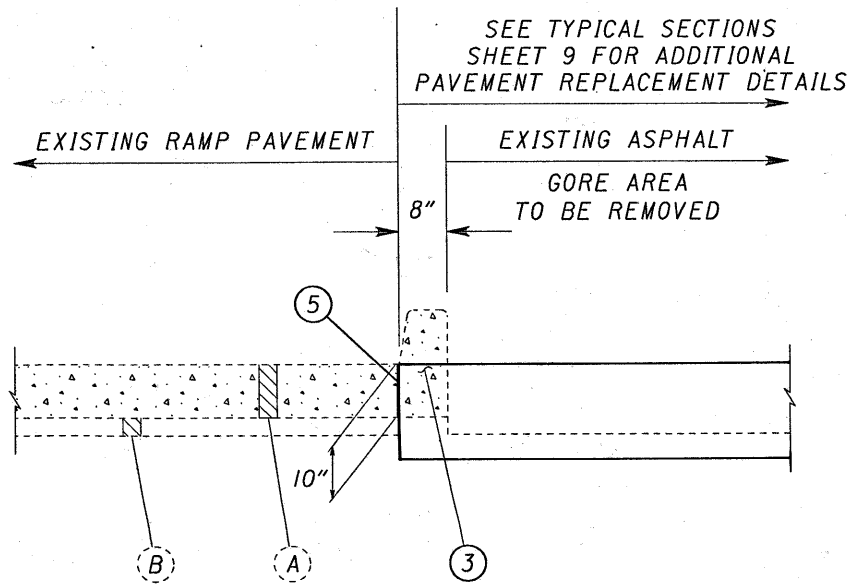 SEE TYPICAL SECTIONS
SHEET 9 FOR ADDITIONAL
PAVEMENT REPLACEMENT DETAILS
EXISTING RAMP PAVEMENT
EXISTING ASPHALT
GORE AREA
TO BE REMOVED
8"
5
10"
B
A
3